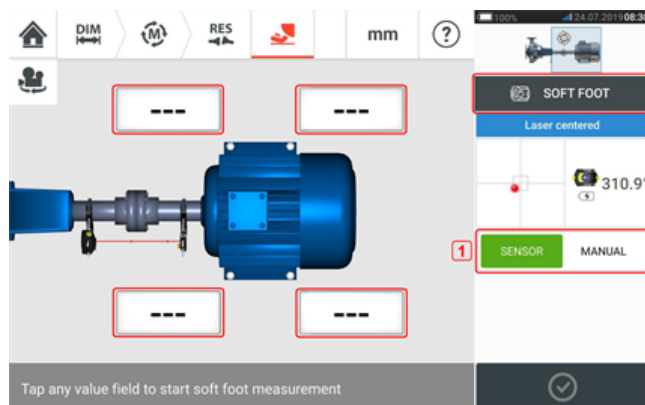 DIM
M
RES
mm
?
100%
24.07.2019 08:30
---
---
SOFT FOOT
Laser centered
310.9°
1
SENSOR
MANUAL
---
---
Tap any value field to start soft foot measurement